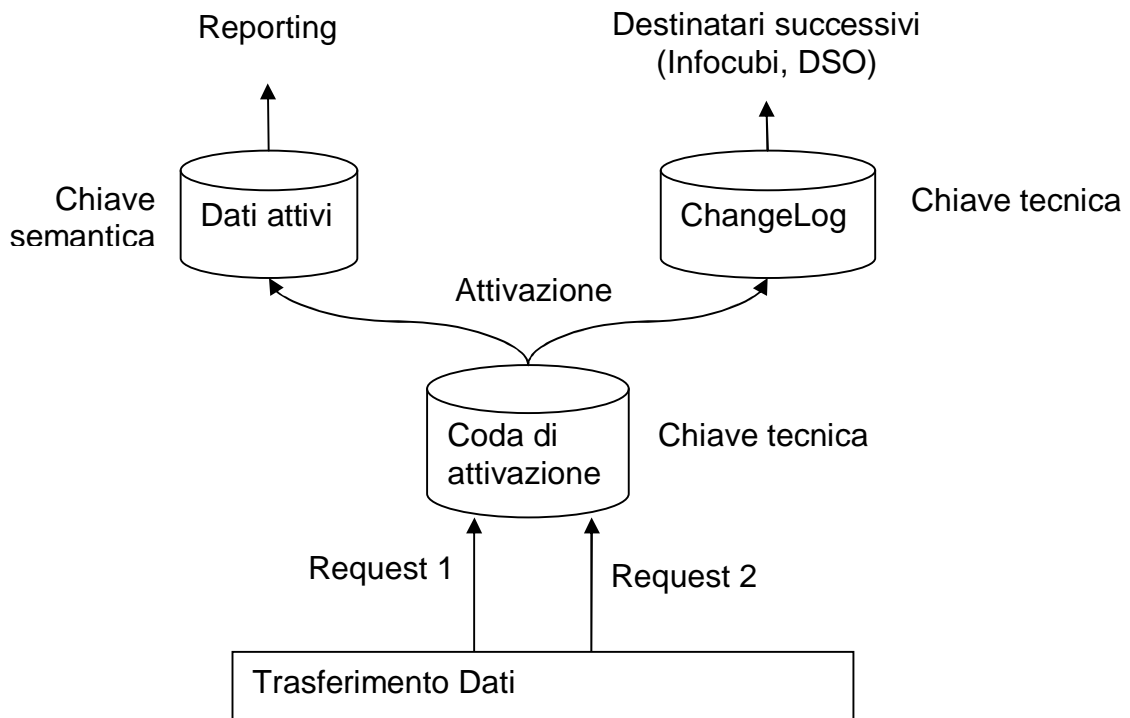 Reporting
Destinatari successivi
(Infocubi, DSO)
Chiave
semantica
Dati attivi
ChangeLog
Chiave tecnica
Attivazione
Coda di
attivazione
Chiave tecnica
Request 1
Request 2
Trasferimento Dati